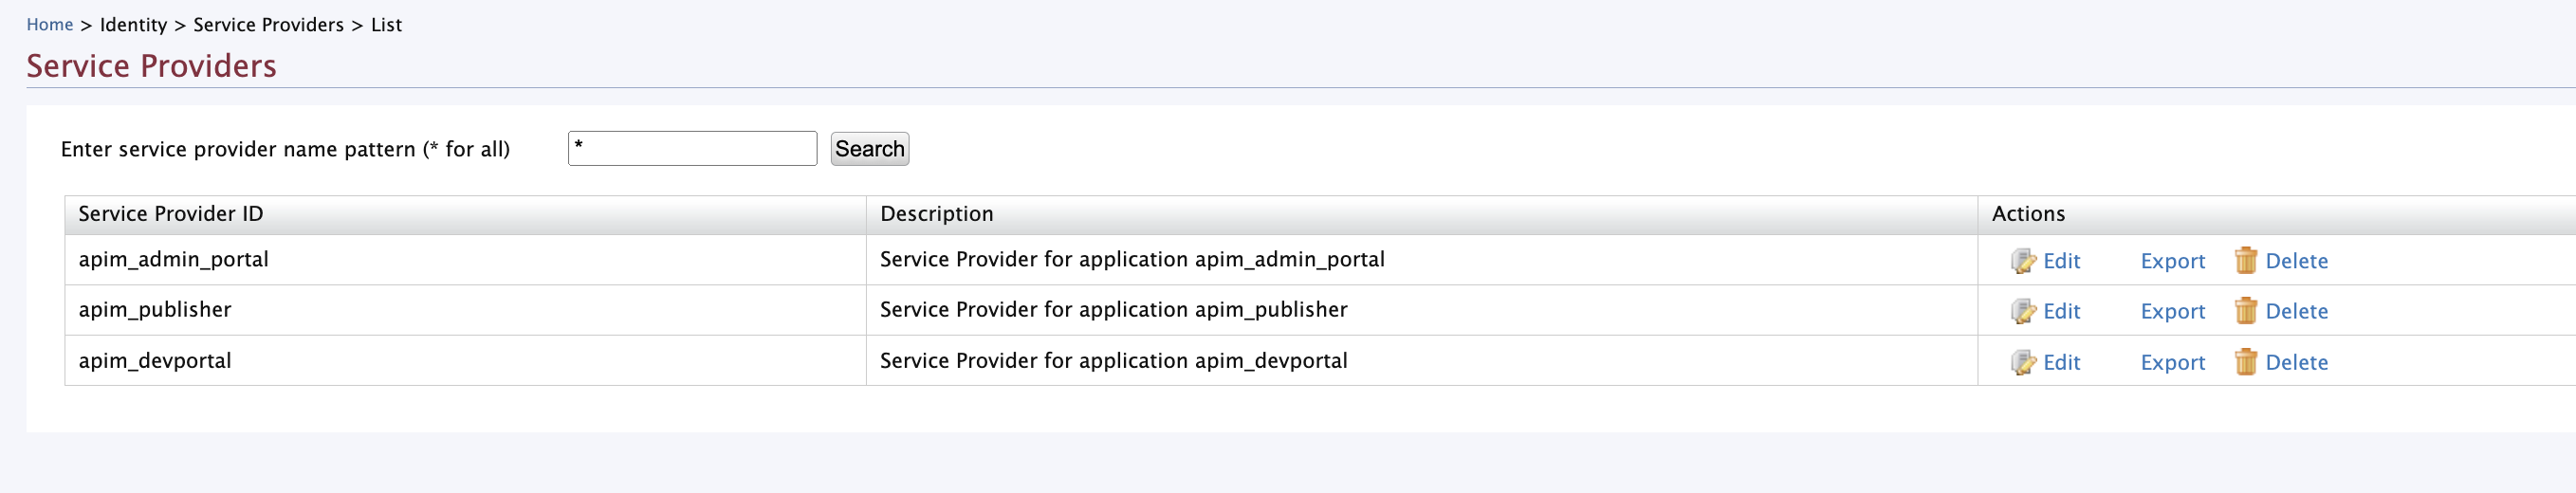 Home > Identity > Service Providers > List
Service Providers
Enter service provider name pattern (* for all) * Search
Service Provider ID Description Actions
apim_admin_portal Service Provider for application apim_admin_portal Edit Export Delete
apim_publisher Service Provider for application apim_publisher Edit Export Delete
apim_devportal Service Provider for application apim_devportal Edit Export Delete